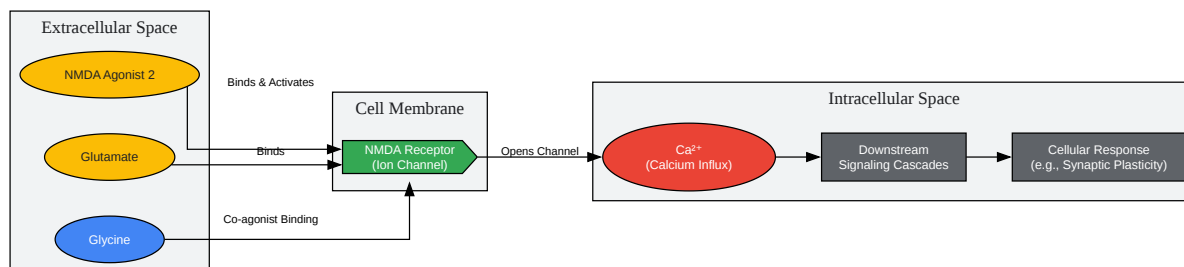 Extracellular Space
NMDA Agonist 2
Glutamate
Glycine
Binds & Activates
Binds
Co-agonist Binding
Cell Membrane
NMDA Receptor
(Ion Channel)
Opens Channel
Intracellular Space
Ca²⁺
(Calcium Influx)
Downstream
Signaling Cascades
Cellular Response
(e.g., Synaptic Plasticity)